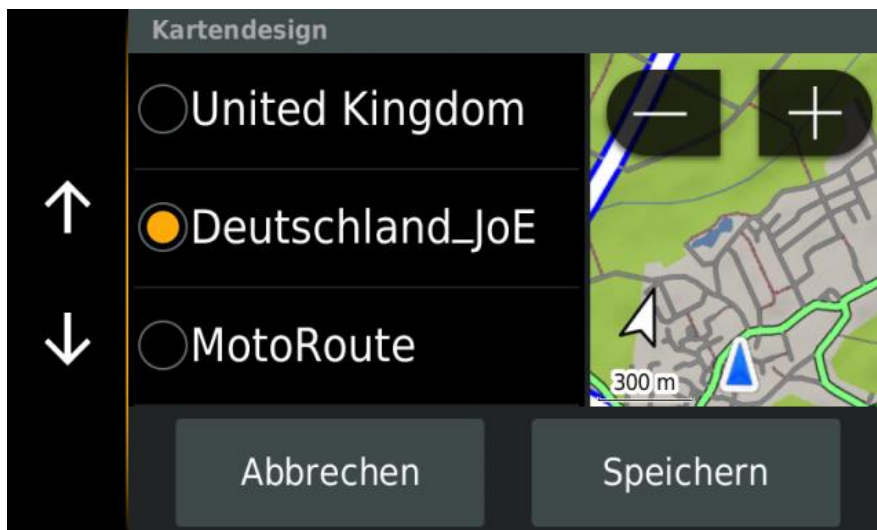 Kartendesign
United Kingdom
Deutschland_JoE
MotoRoute
300 m
Abbrechen
Speichern